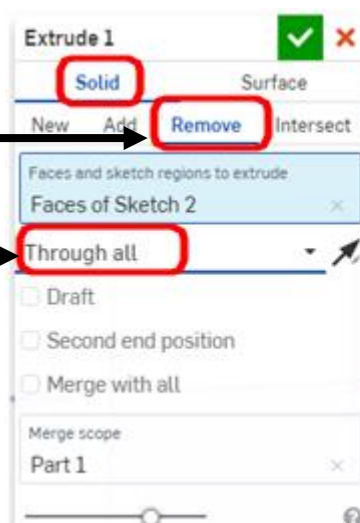 Extrude 1
Solid Surface
New Add Remove Intersect
Faces and sketch regions to extrude
Faces of Sketch 2
Through all
Draft
Second end position
Merge with all
Merge scope
Part 1